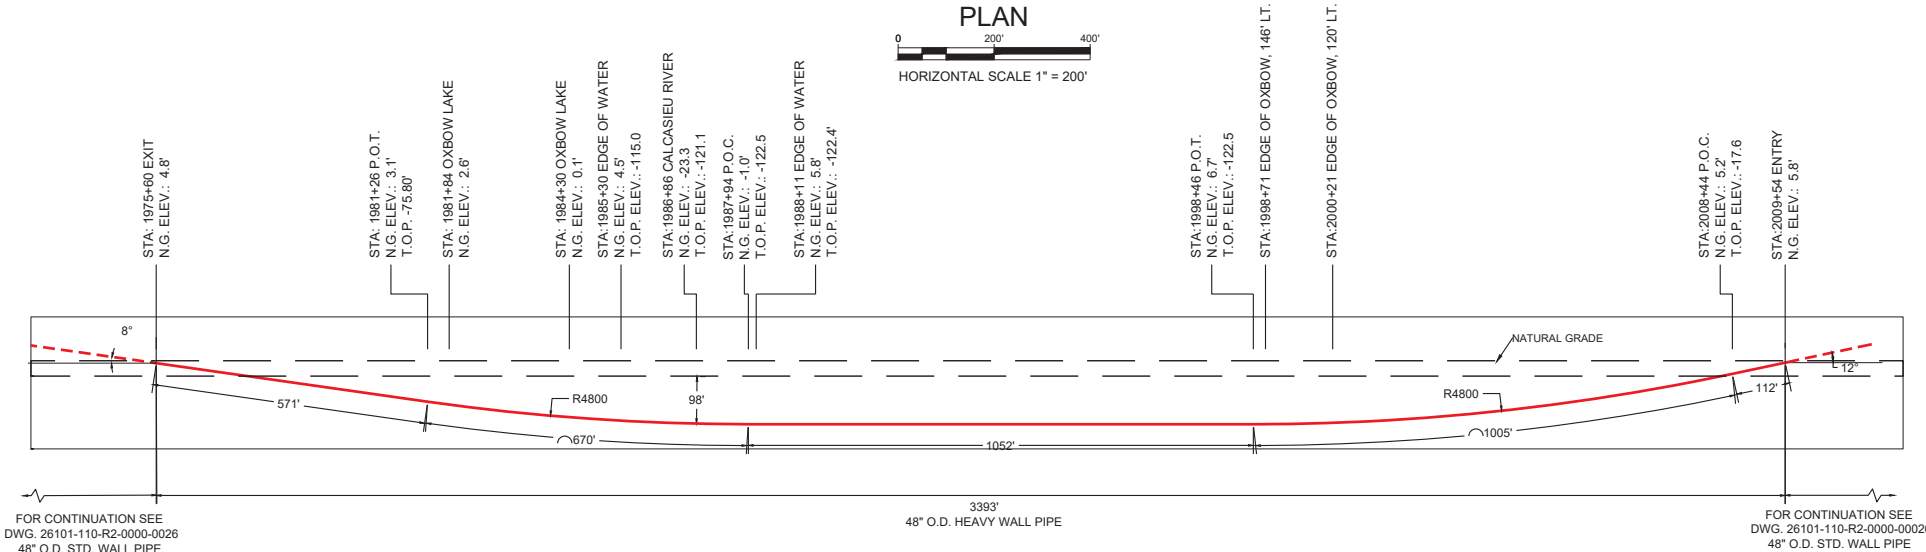 PLAN
0 200' 400'
HORIZONTAL SCALE 1" = 200'
STA: 1975+60 EXIT
N.G. ELEV.: 4.8'
STA: 1981+26 P.O.T.
N.G. ELEV.: 3.1'
T.O.P. -75.80'
STA: 1981+84 OXBOW LAKE
N.G. ELEV.: 2.6'
STA: 1984+30 OXBOW LAKE
N.G. ELEV.: 0.1'
STA:1985+30 EDGE OF WATER
N.G. ELEV.: 4.5'
T.O.P. ELEV.: -115.0
STA:1986+86 CALCASIEU RIVER
N.G. ELEV.: -23.3
T.O.P. ELEV.: -121.1
STA:1987+94 P.O.C.
N.G. ELEV.: -1.0'
T.O.P. ELEV.: -122.5
STA:1988+11 EDGE OF WATER
N.G. ELEV.: 5.8'
T.O.P. ELEV.: -122.4'
STA:1998+46 P.O.T.
N.G. ELEV.: 6.7'
T.O.P. ELEV.: -122.5
STA:1998+71 EDGE OF OXBOW, 146' LT.
STA:2000+21 EDGE OF OXBOW, 120' LT.
STA:2008+44 P.O.C.
N.G. ELEV.: 5.2'
T.O.P. ELEV.: -17.6
STA:2009+54 ENTRY
N.G. ELEV.: 5.8'
8°
NATURAL GRADE
12°
571'
R4800
98'
R4800
112'
670'
1052'
1005'
3393'
48" O.D. HEAVY WALL PIPE
FOR CONTINUATION SEE
DWG. 26101-110-R2-0000-0026
48" O.D. STD. WALL PIPE
FOR CONTINUATION SEE
DWG. 26101-110-R2-0000-00026
48" O.D. STD. WALL PIPE